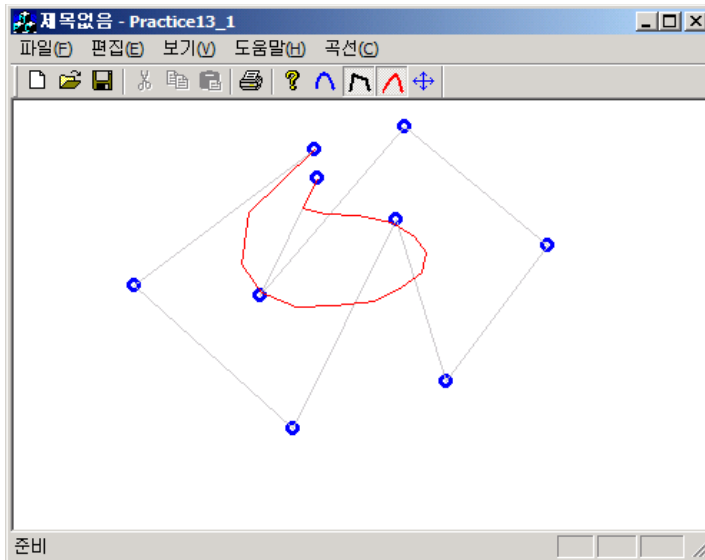 제목없음 - Practice13_1
파일(F) 편집(E) 보기(V) 도움말(H) 곡선(C)
준비